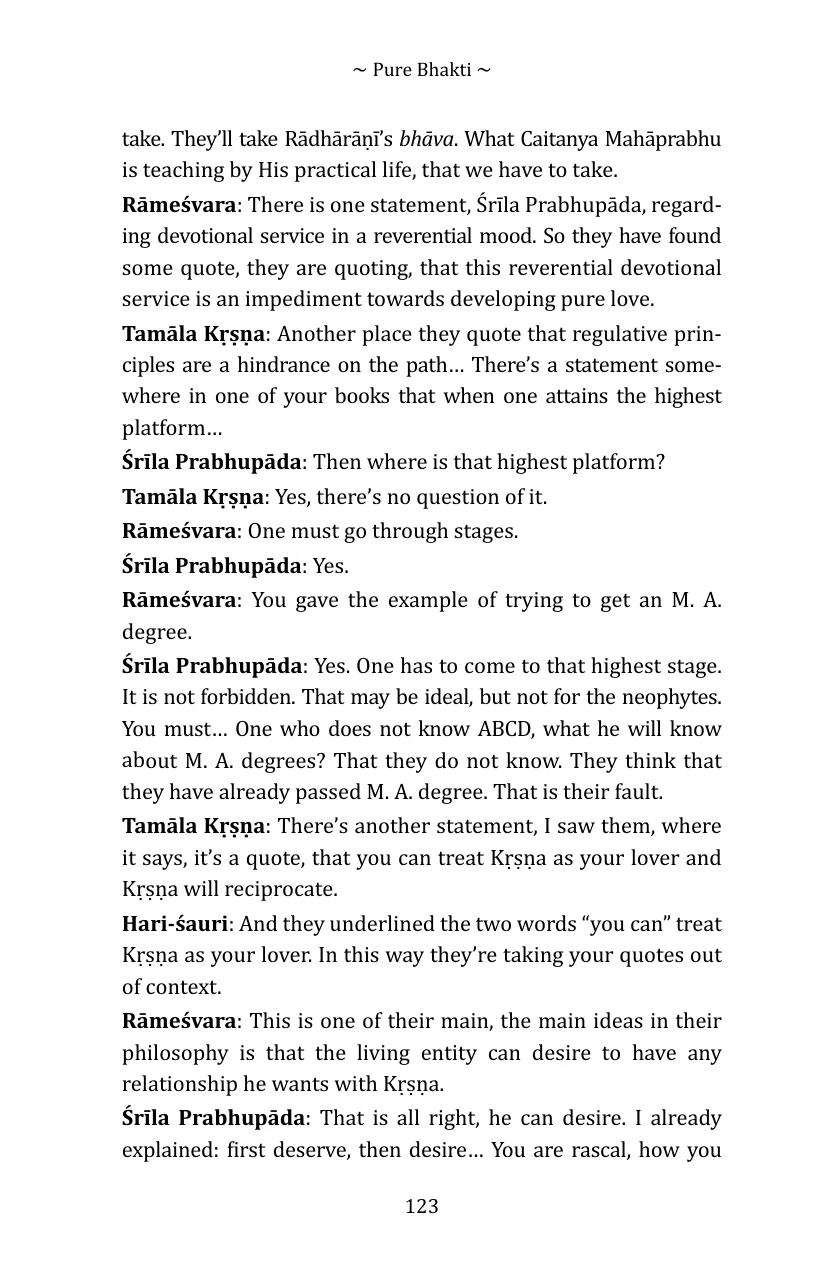 ~ Pure Bhakti ~
take. They’ll take Rādhārāṇī’s bhāva. What Caitanya Mahāprabhu
is teaching by His practical life, that we have to take.
Rāmeśvara: There is one statement, Śrīla Prabhupāda, regard-
ing devotional service in a reverential mood. So they have found
some quote, they are quoting, that this reverential devotional
service is an impediment towards developing pure love.
Tamāla Kṛṣṇa: Another place they quote that regulative prin-
ciples are a hindrance on the path… There’s a statement some-
where in one of your books that when one attains the highest
platform…
Śrīla Prabhupāda: Then where is that highest platform?
Tamāla Kṛṣṇa: Yes, there’s no question of it.
Rāmeśvara: One must go through stages.
Śrīla Prabhupāda: Yes.
Rāmeśvara: You gave the example of trying to get an M. A.
degree.
Śrīla Prabhupāda: Yes. One has to come to that highest stage.
It is not forbidden. That may be ideal, but not for the neophytes.
You must… One who does not know ABCD, what he will know
about M. A. degrees? That they do not know. They think that
they have already passed M. A. degree. That is their fault.
Tamāla Kṛṣṇa: There’s another statement, I saw them, where
it says, it’s a quote, that you can treat Kṛṣṇa as your lover and
Kṛṣṇa will reciprocate.
Hari-śauri: And they underlined the two words “you can” treat
Kṛṣṇa as your lover. In this way they’re taking your quotes out
of context.
Rāmeśvara: This is one of their main, the main ideas in their
philosophy is that the living entity can desire to have any
relationship he wants with Kṛṣṇa.
Śrīla Prabhupāda: That is all right, he can desire. I already
explained: first deserve, then desire… You are rascal, how you
123